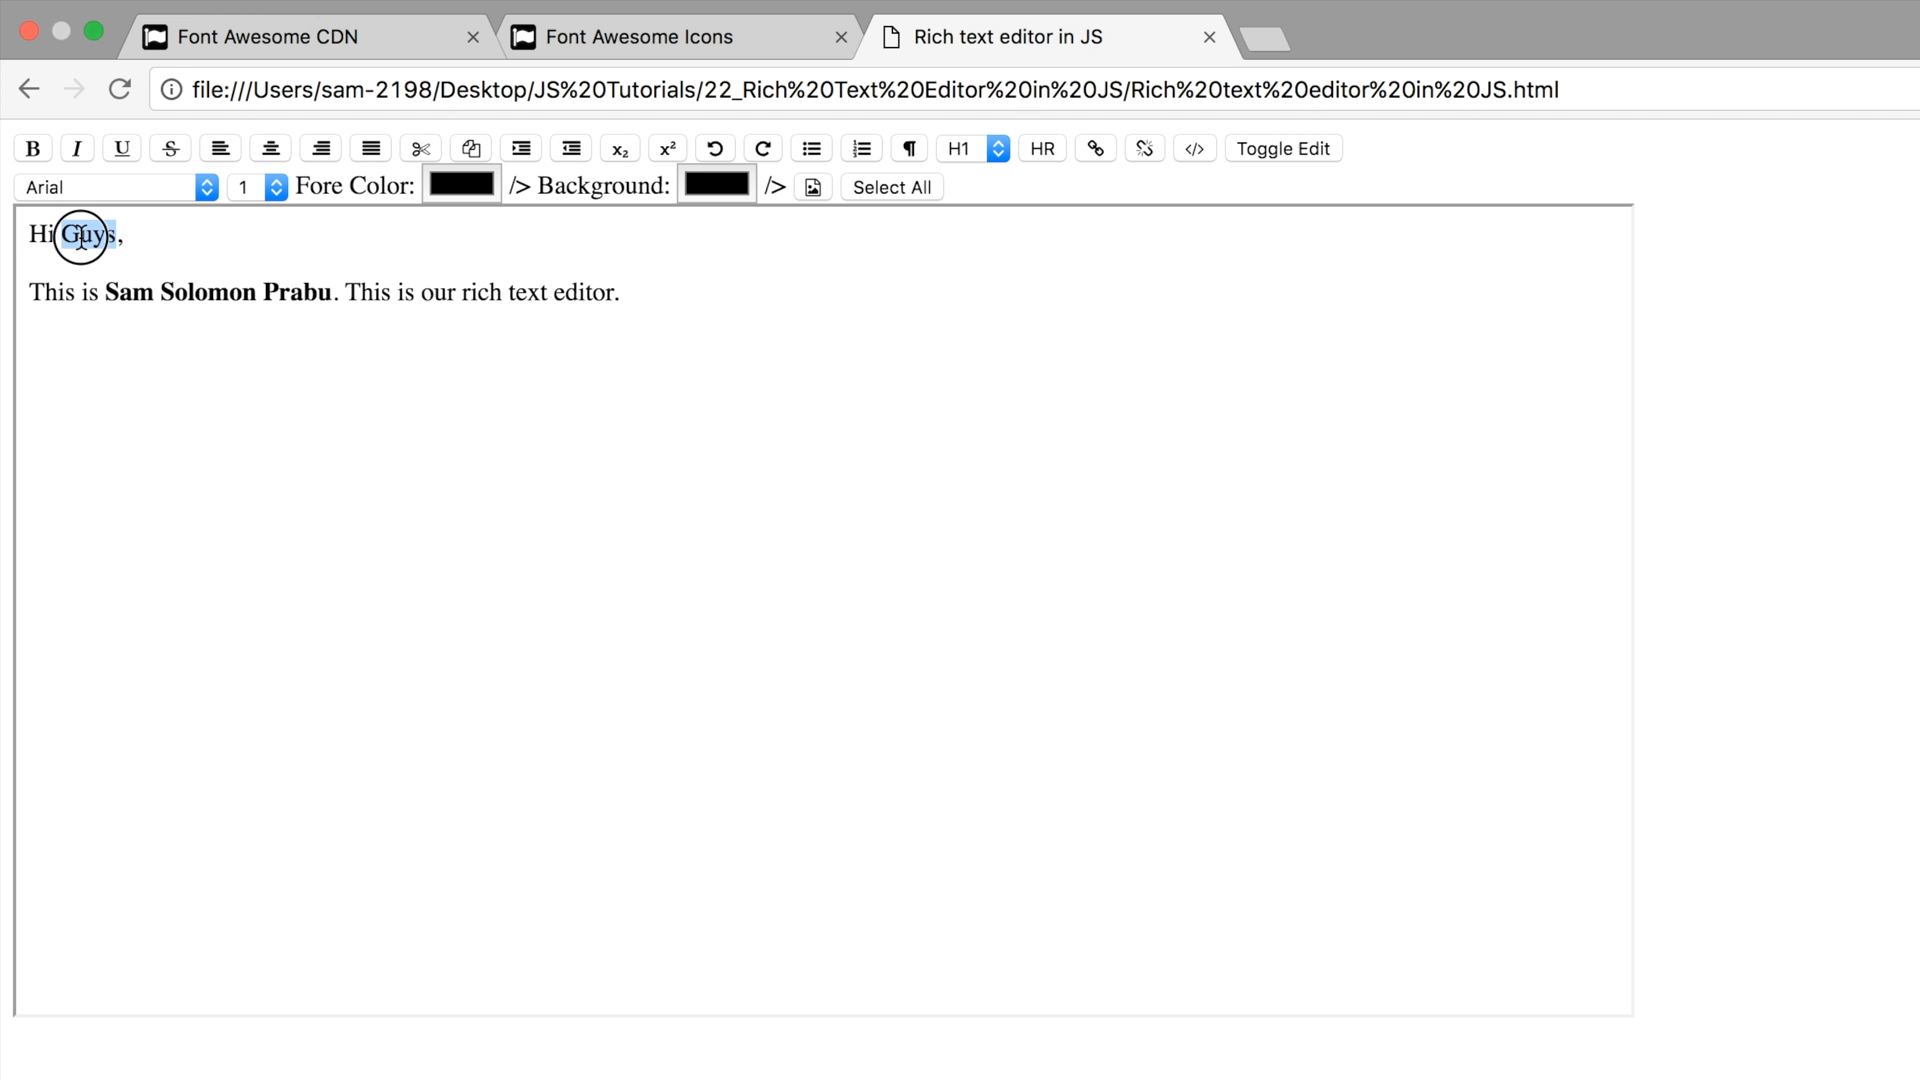 Font Awesome CDN
Font Awesome Icons
Rich text editor in JS
file:///Users/sam-2198/Desktop/JS%20Tutorials/22_Rich%20Text%20Editor%20in%20JS/Rich%20text%20editor%20in%20JS.html
B I U S x₂ x² H1 HR </> Toggle Edit
Arial 1 Fore Color: /> Background: /> Select All
Hi Guys,
This is Sam Solomon Prabu. This is our rich text editor.